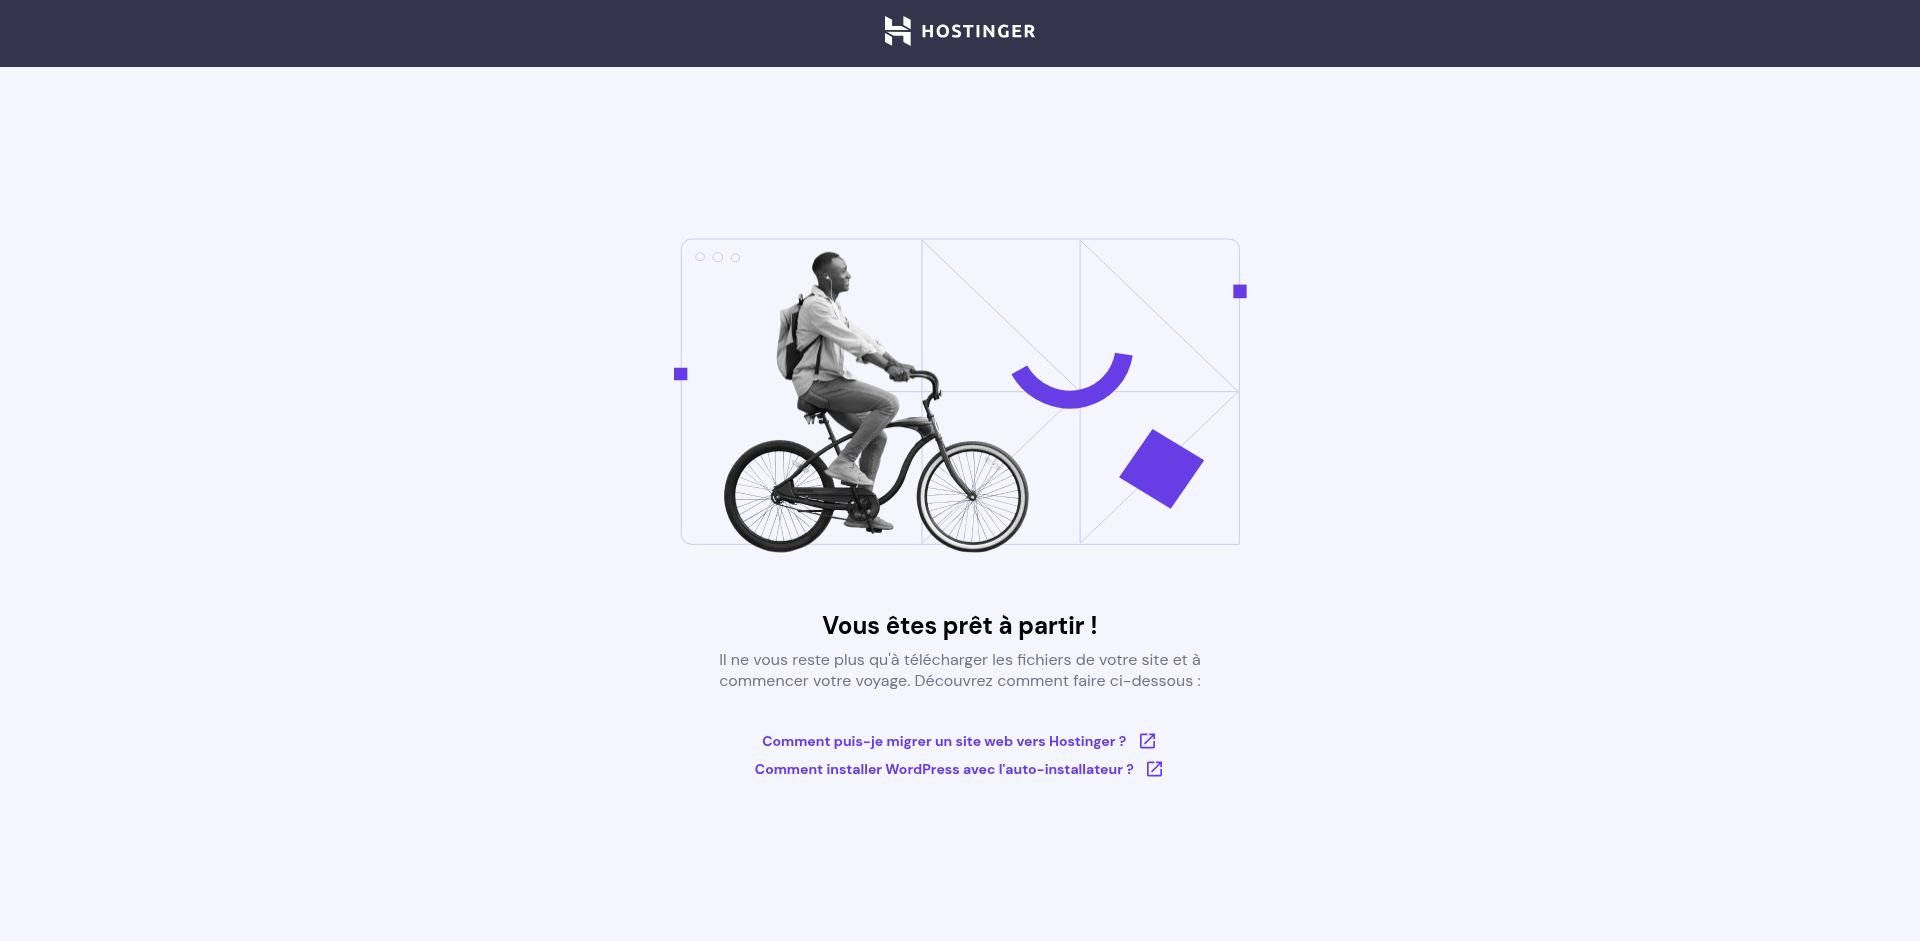 HOSTINGER
Vous êtes prêt à partir !
Il ne vous reste plus qu'à télécharger les fichiers de votre site et à
commencer votre voyage. Découvrez comment faire ci-dessous :
Comment puis-je migrer un site web vers Hostinger ?
Comment installer WordPress avec l'auto-installateur ?